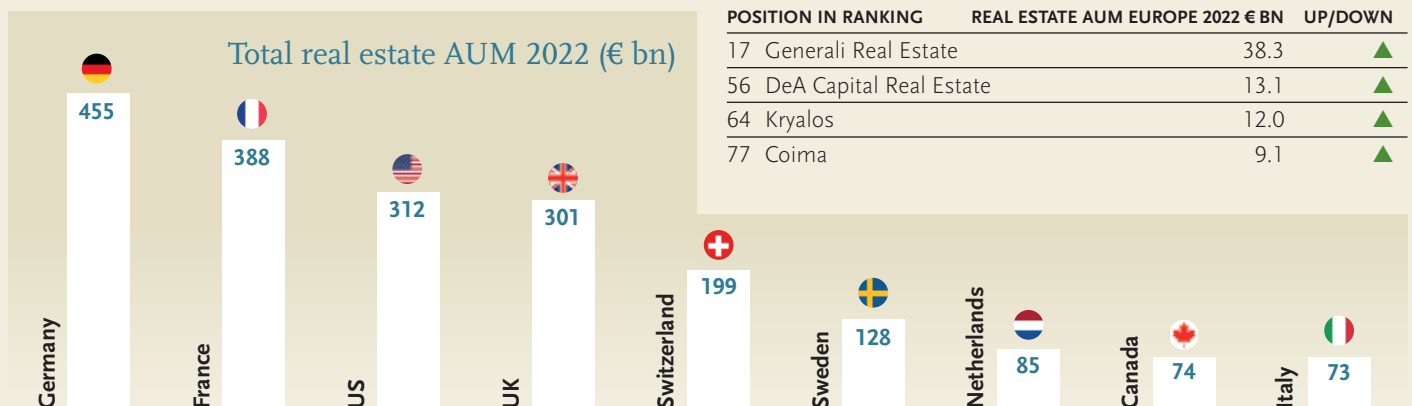 Total real estate AUM 2022 (€ bn)
POSITION IN RANKING REAL ESTATE AUM EUROPE 2022 € BN UP/DOWN
17 Generali Real Estate 38.3 ▲
56 DeA Capital Real Estate 13.1 ▲
64 Kryalos 12.0 ▲
77 Coima 9.1 ▲
Germany
455
France
388
US
312
UK
301
Switzerland
199
Sweden
128
Netherlands
85
Canada
74
Italy
73